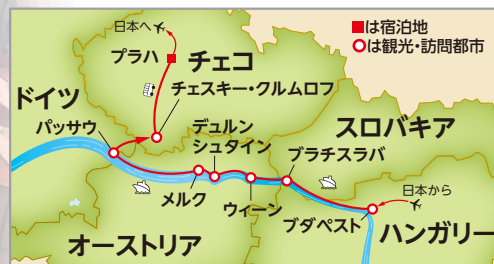 ■は宿泊地
○は観光・訪問都市
日本へ
プラハ
チェコ
チェスキー・クルムロフ
ドイツ
パッサウ
デュルン
シュタイン
スロバキア
ブラチスラバ
メルク
ウィーン
日本から
ブダペスト
オーストリア
ハンガリー